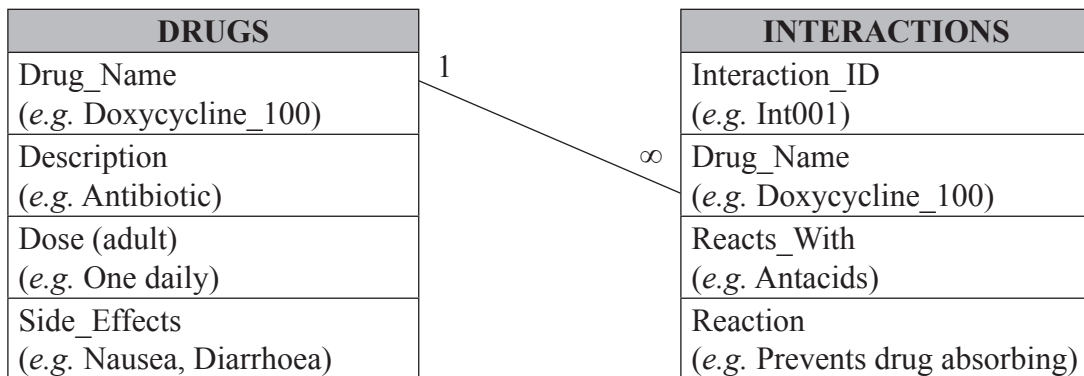 DRUGS
Drug_Name
(e.g. Doxycycline_100)
Description
(e.g. Antibiotic)
Dose (adult)
(e.g. One daily)
Side_Effects
(e.g. Nausea, Diarrhoea)
1
∞
INTERACTIONS
Interaction_ID
(e.g. Int001)
Drug_Name
(e.g. Doxycycline_100)
Reacts_With
(e.g. Antacids)
Reaction
(e.g. Prevents drug absorbing)